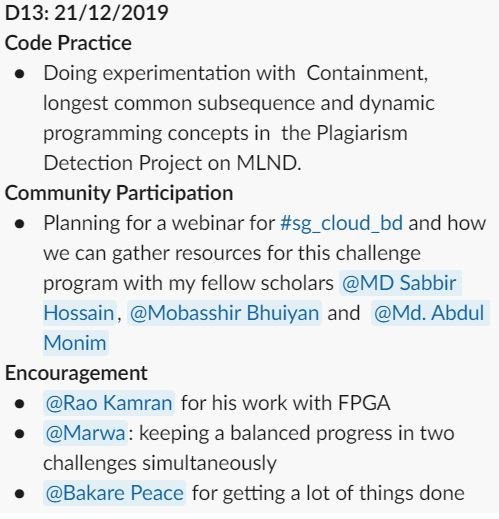 D13: 21/12/2019
Code Practice
● Doing experimentation with Containment,
longest common subsequence and dynamic
programming concepts in the Plagiarism
Detection Project on MLND.
Community Participation
● Planning for a webinar for #sg_cloud_bd and how
we can gather resources for this challenge
program with my fellow scholars @MD Sabbir
Hossain, @Mobasshir Bhuiyan and @Md. Abdul
Monim
Encouragement
● @Rao Kamran for his work with FPGA
● @Marwa: keeping a balanced progress in two
challenges simultaneously
● @Bakare Peace for getting a lot of things done